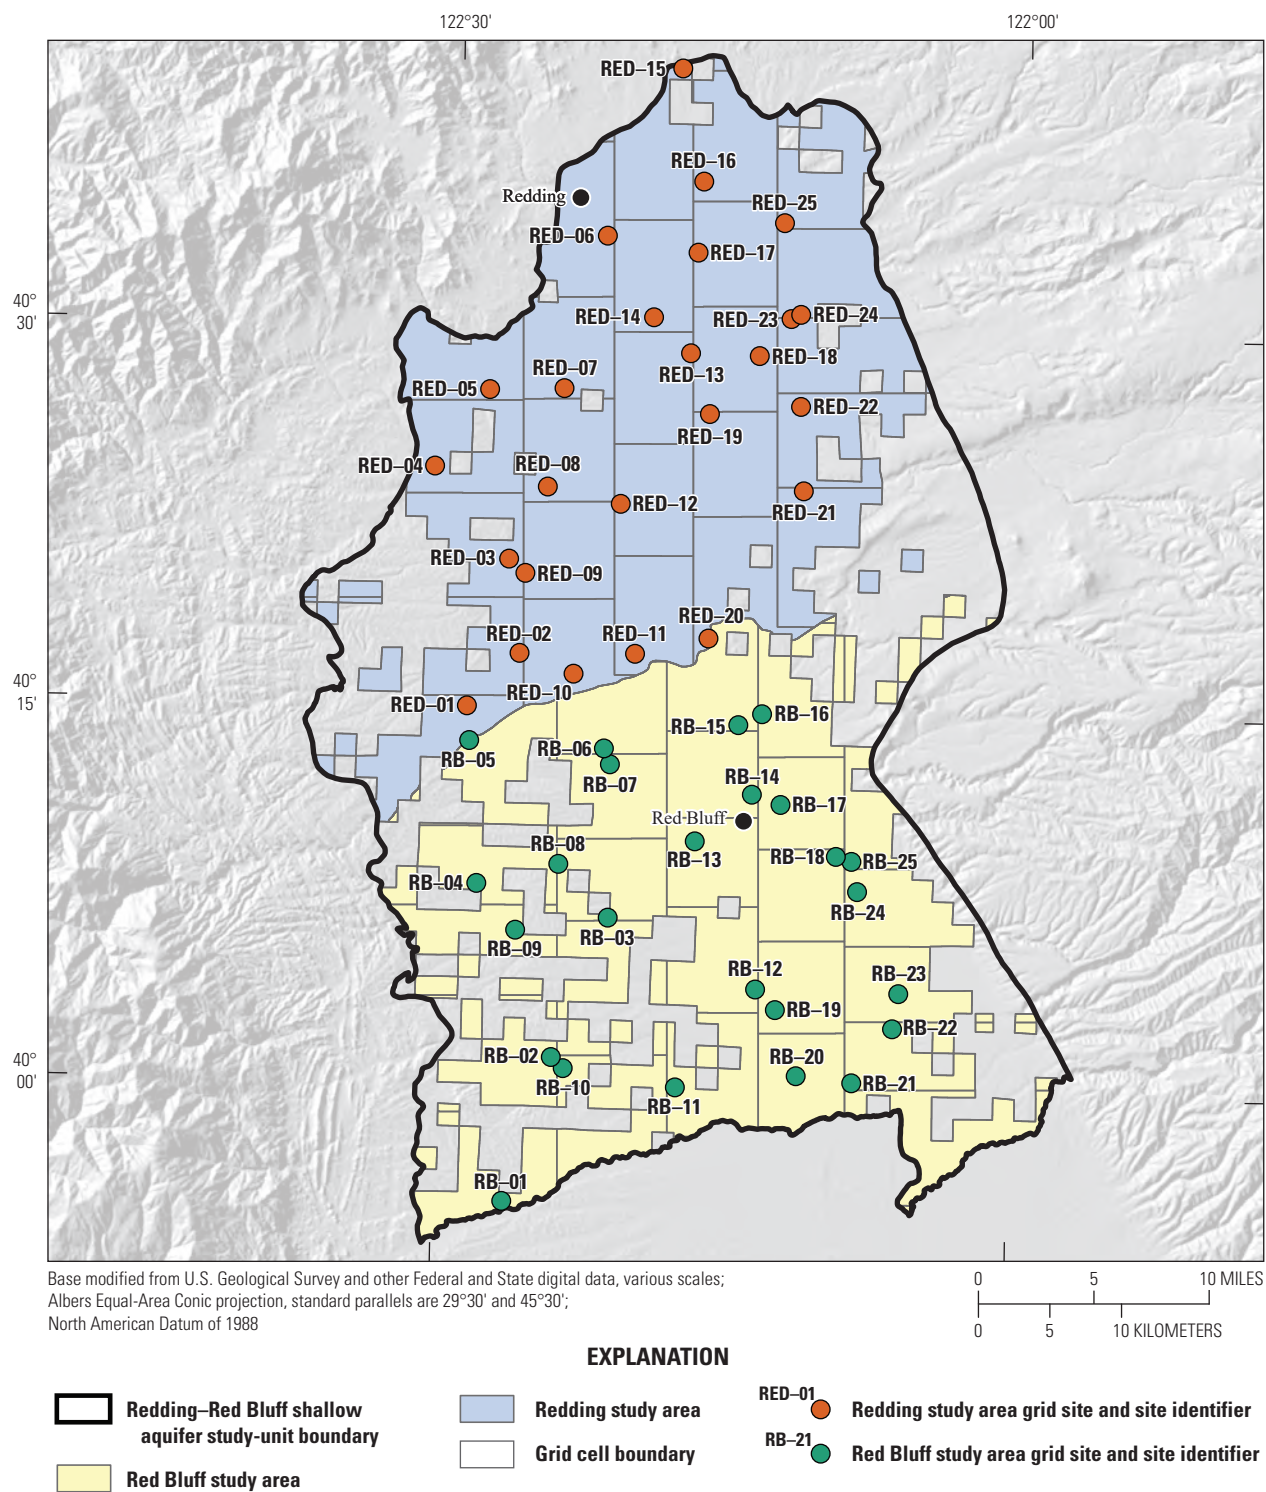 122°30'
122°00'
RED–15
RED–16
Redding
RED–25
RED–06
RED–17
40°
30'
RED–14
RED–23
RED–24
RED–18
RED–13
RED–07
RED–05
RED–22
RED–19
RED–04
RED–08
RED–12
RED–21
RED–03
RED–09
RED–20
RED–02
RED–11
40°
15'
RED–10
RED–01
RB–16
RB–15
RB–06
RB–05
RB–07
RB–14
RB–17
Red Bluff
RB–08
RB–13
RB–18
RB–25
RB–04
RB–24
RB–03
RB–09
RB–12
RB–23
RB–19
RB–22
RB–02
40°
00'
RB–20
RB–10
RB–21
RB–11
RB–01
Base modified from U.S. Geological Survey and other Federal and State digital data, various scales;
Albers Equal-Area Conic projection, standard parallels are 29°30' and 45°30';
North American Datum of 1988
0 5 10 MILES
0 5 10 KILOMETERS
EXPLANATION
Redding–Red Bluff shallow
aquifer study-unit boundary
Red Bluff study area
Redding study area
Grid cell boundary
RED–01
Redding study area grid site and site identifier
RB–21
Red Bluff study area grid site and site identifier